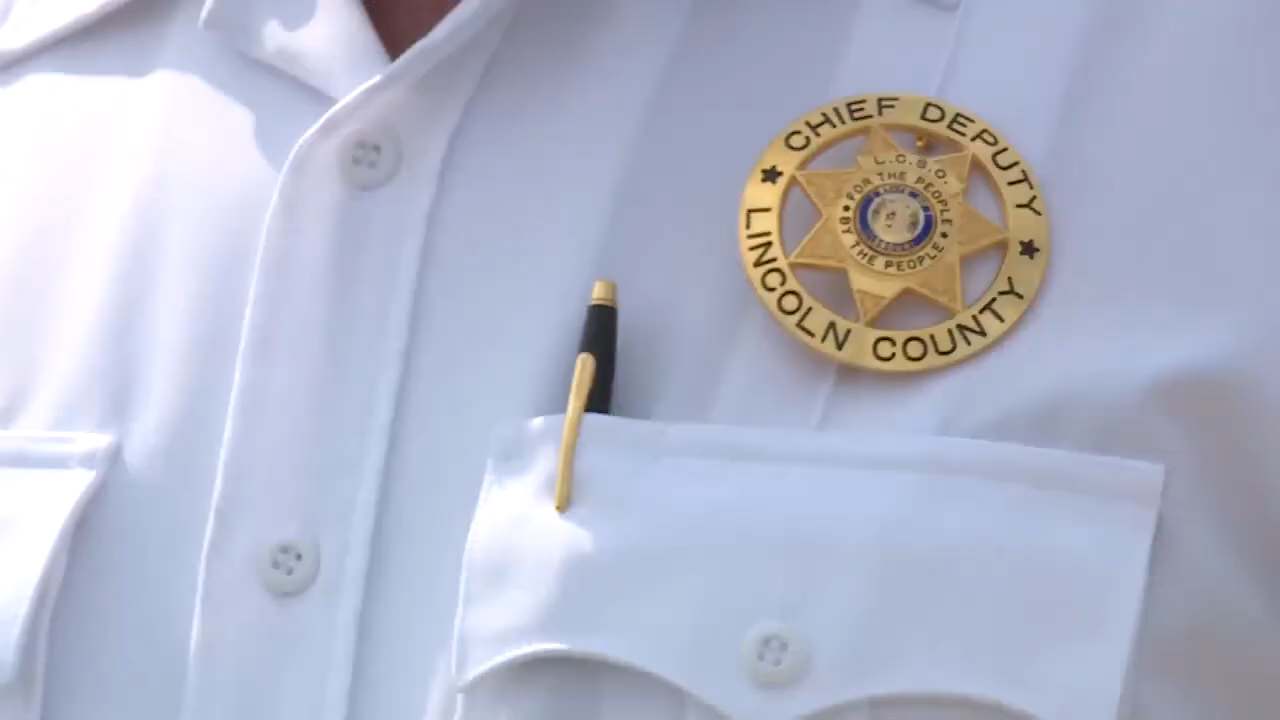 CHIEF DEPUTY
L.C.S.O.
FOR THE PEOPLE
BY THE PEOPLE
LINCOLN COUNTY